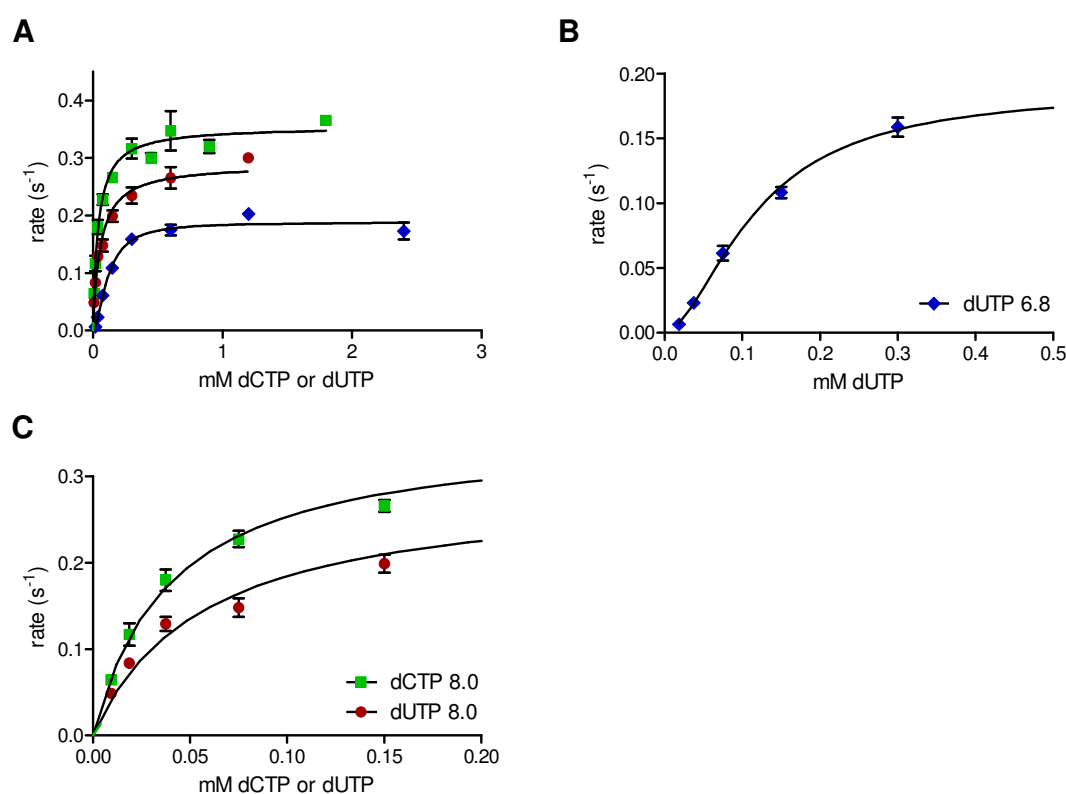 A
rate (s-1)
0.4
0.3
0.2
0.1
0.0
0 1 2 3
mM dCTP or dUTP
B
rate (s-1)
0.20
0.15
0.10
0.05
0.00
dUTP 6.8
0.0 0.1 0.2 0.3 0.4 0.5
mM dUTP
C
rate (s-1)
0.3
0.2
0.1
0.0
dCTP 8.0
dUTP 8.0
0.00 0.05 0.10 0.15 0.20
mM dCTP or dUTP